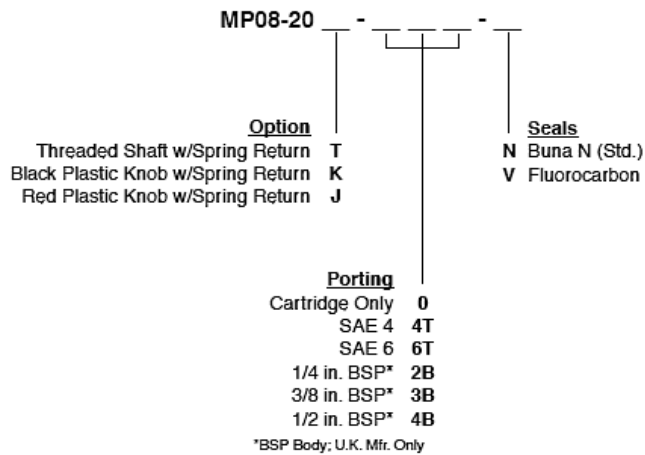 MP08-20 __ - __ __ __ - __
Option
Threaded Shaft w/Spring Return T
Black Plastic Knob w/Spring Return K
Red Plastic Knob w/Spring Return J
Seals
N Buna N (Std.)
V Fluorocarbon
Porting
Cartridge Only 0
SAE 4 4T
SAE 6 6T
1/4 in. BSP* 2B
3/8 in. BSP* 3B
1/2 in. BSP* 4B
*BSP Body; U.K. Mfr. Only